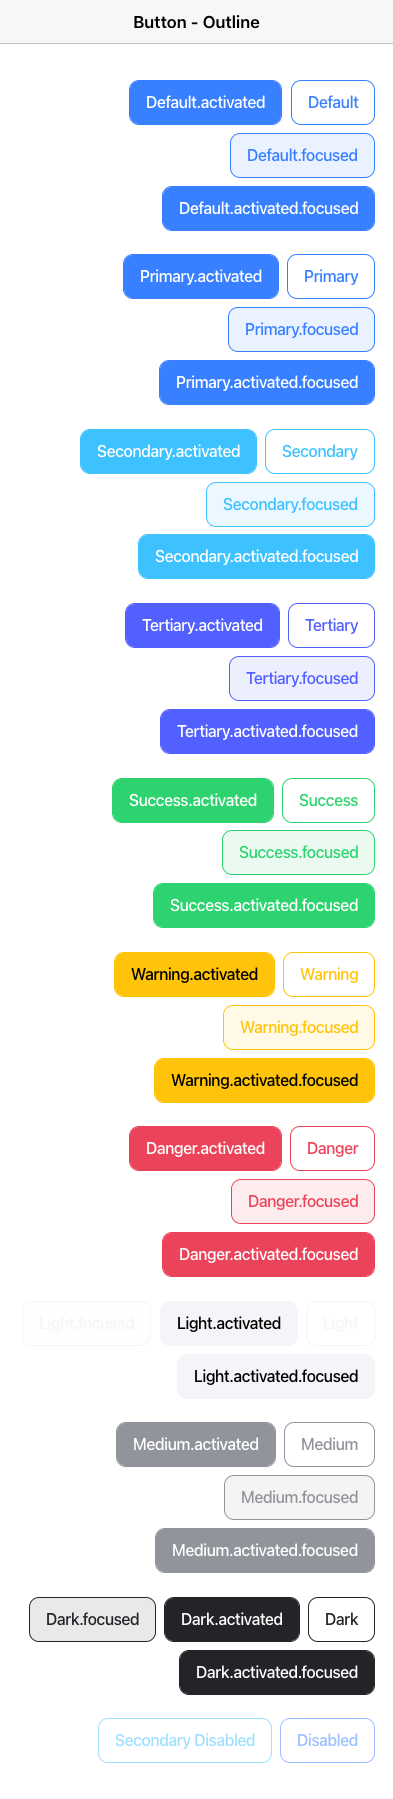 Button - Outline
Default.activated Default
Default.focused
Default.activated.focused
Primary.activated Primary
Primary.focused
Primary.activated.focused
Secondary.activated Secondary
Secondary.focused
Secondary.activated.focused
Tertiary.activated Tertiary
Tertiary.focused
Tertiary.activated.focused
Success.activated Success
Success.focused
Success.activated.focused
Warning.activated Warning
Warning.focused
Warning.activated.focused
Danger.activated Danger
Danger.focused
Danger.activated.focused
Light.focused Light.activated Light
Light.activated.focused
Medium.activated Medium
Medium.focused
Medium.activated.focused
Dark.focused Dark.activated Dark
Dark.activated.focused
Secondary Disabled Disabled